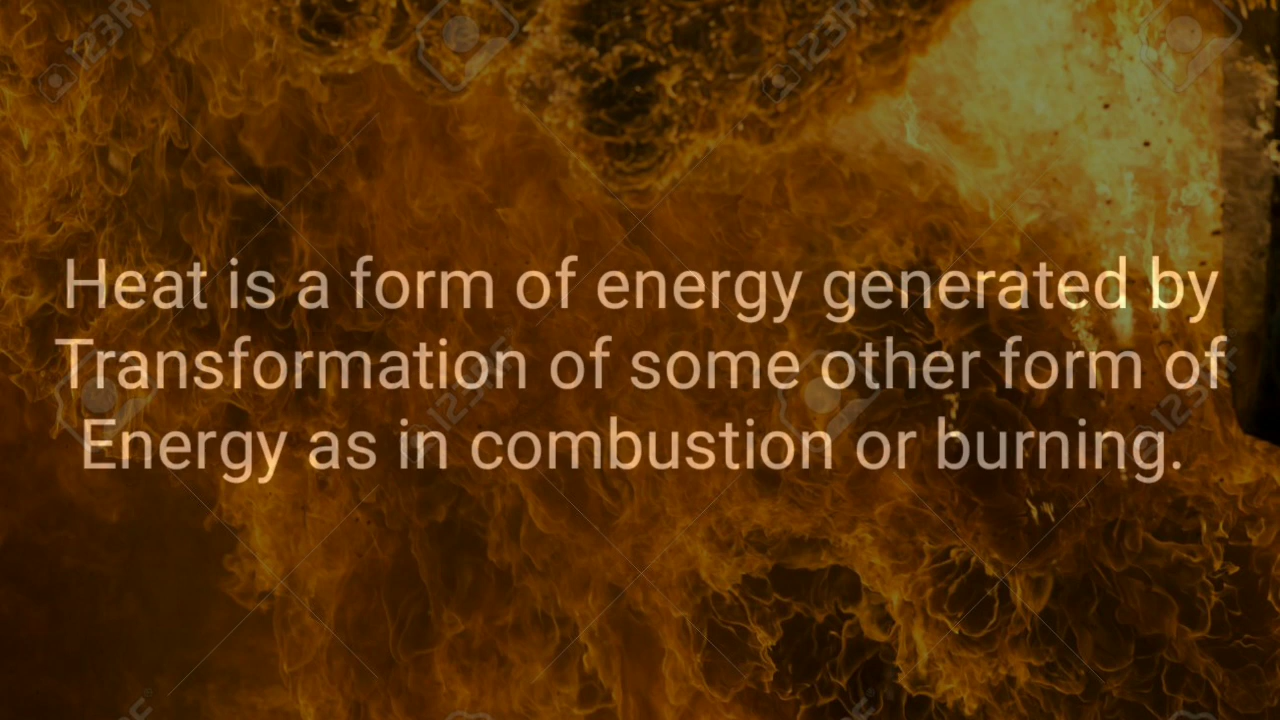 Heat is a form of energy generated by
Transformation of some other form of
Energy as in combustion or burning.